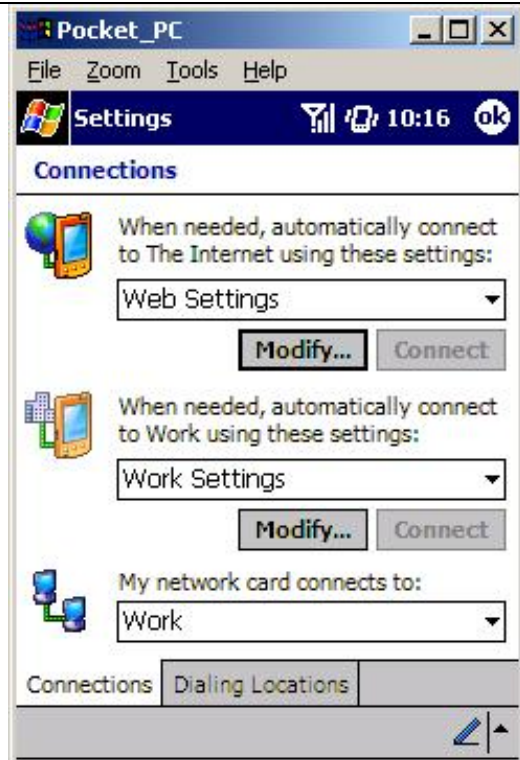 Pocket_PC
File Zoom Tools Help
Settings 10:16 ok
Connections
When needed, automatically connect
to The Internet using these settings:
Web Settings
Modify... Connect
When needed, automatically connect
to Work using these settings:
Work Settings
Modify... Connect
My network card connects to:
Work
Connections Dialing Locations